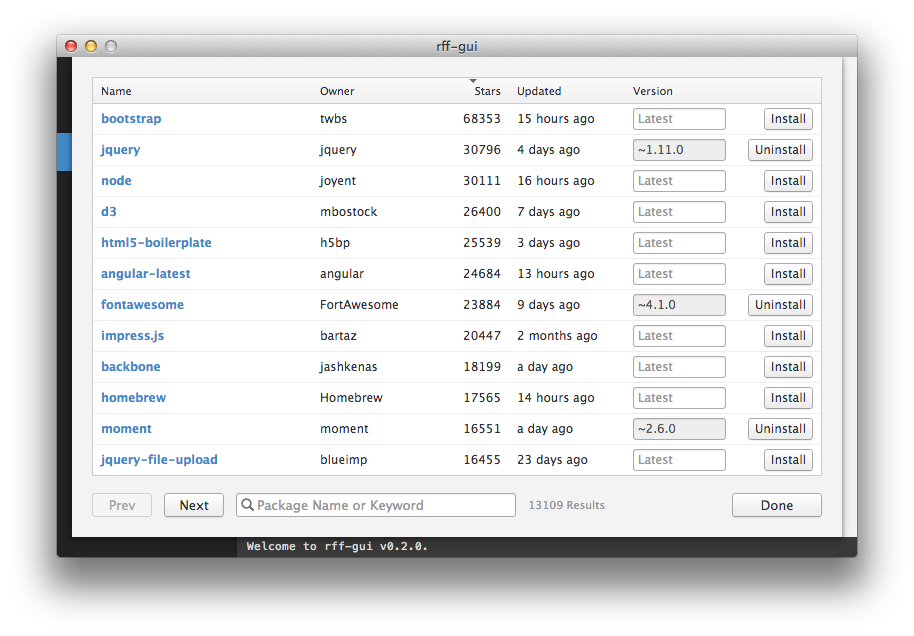 rff-gui
Name Owner Stars Updated Version
bootstrap twbs 68353 15 hours ago Latest Install
jquery jquery 30796 4 days ago ~1.11.0 Uninstall
node joyent 30111 16 hours ago Latest Install
d3 mbostock 26400 7 days ago Latest Install
html5-boilerplate h5bp 25539 3 days ago Latest Install
angular-latest angular 24684 13 hours ago Latest Install
fontawesome FortAwesome 23884 9 days ago ~4.1.0 Uninstall
impress.js bartaz 20447 2 months ago Latest Install
backbone jashkenas 18199 a day ago Latest Install
homebrew Homebrew 17565 14 hours ago Latest Install
moment moment 16551 a day ago ~2.6.0 Uninstall
jquery-file-upload blueimp 16455 23 days ago Latest Install
Prev Next Package Name or Keyword 13109 Results Done
Welcome to rff-gui v0.2.0.